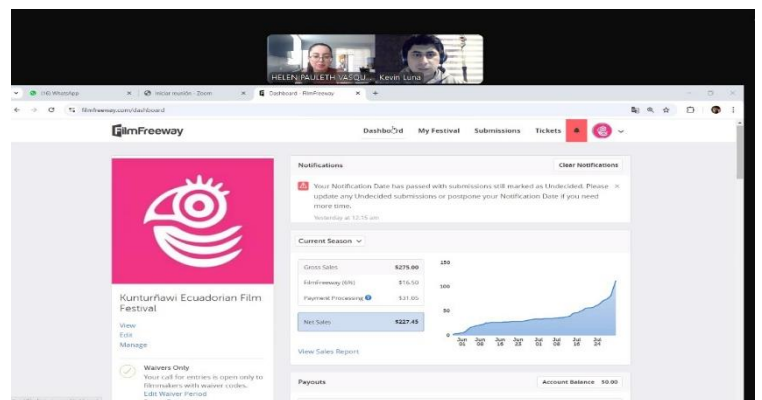 HELEN PAULETH VASQU...
Kevin Luna
WhatsApp
Iniciar reunión - Zoom
Dashboard - FilmFreeway
filmfreeway.com/dashboard
FilmFreeway
Dashboard
My Festival
Submissions
Tickets
Notifications
Clear Notifications
Your Notification Date has passed with submissions still marked as Undecided. Please
update any Undecided submissions or postpone your Notification Date if you need
more time.
Yesterday at 12:15 am
Current Season
Gross Sales $275.00
FilmFreeway (6%) $16.50
Payment Processing $31.05
Net Sales $227.45
View Sales Report
150
100
50
0
Jun 01
Jun 08
Jun 16
Jun 23
Jul 01
Jul 08
Jul 16
Jul 24
Kunturñawi Ecuadorian Film
Festival
View
Edit
Manage
Waivers Only
Your call for entries is open only to
filmmakers with waiver codes.
Edit Waiver Period
Payouts
Account Balance $0.00